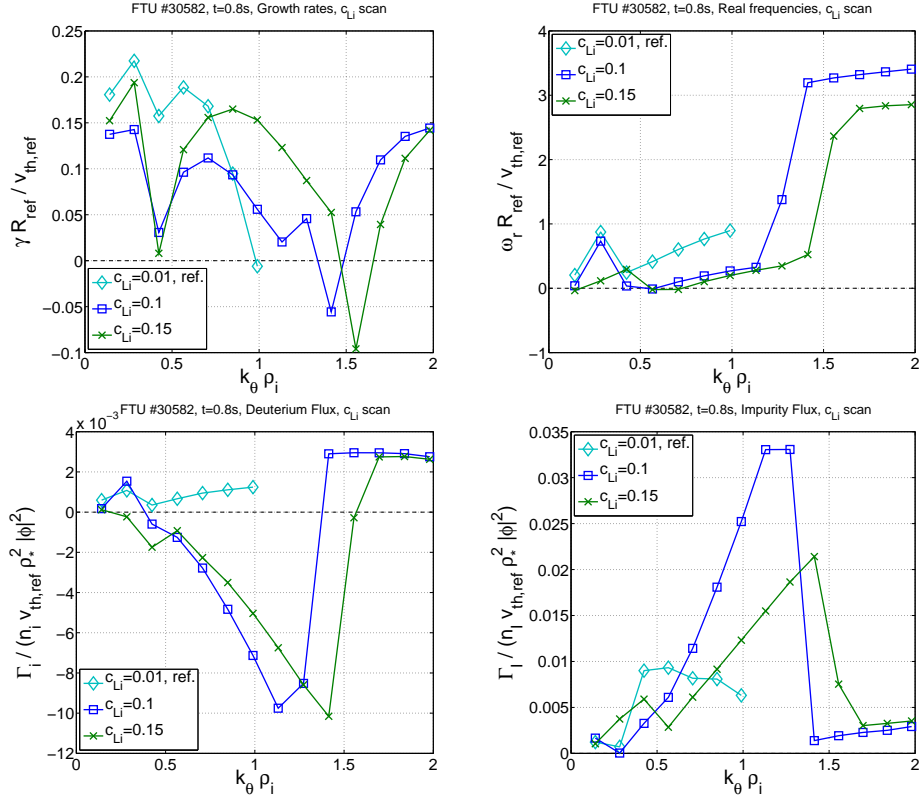 FTU #30582, t=0.8s, Growth rates, c_Li scan
0.25
0.2
0.15
0.1
0.05
0
−0.05
−0.1
γ R_ref / v_th,ref
c_Li=0.01, ref.
c_Li=0.1
c_Li=0.15
0.5
1
1.5
2
k_θ ρ_i
FTU #30582, t=0.8s, Real frequencies, c_Li scan
4
3
2
1
0
−1
ω_r R_ref / v_th,ref
c_Li=0.01, ref.
c_Li=0.1
c_Li=0.15
0
0.5
1
1.5
2
k_θ ρ_i
FTU #30582, t=0.8s, Deuterium Flux, c_Li scan
x 10^−3
4
2
0
−2
−4
−6
−8
−10
−12
Γ_i / (n_i v_th,ref ρ_*^2 |ϕ|^2)
c_Li=0.01, ref.
c_Li=0.1
c_Li=0.15
0
0.5
1
1.5
2
k_θ ρ_i
FTU #30582, t=0.8s, Impurity Flux, c_Li scan
0.035
0.03
0.025
0.02
0.015
0.01
0.005
0
Γ_I / (n_I v_th,ref ρ_*^2 |ϕ|^2)
c_Li=0.01, ref.
c_Li=0.1
c_Li=0.15
0
0.5
1
1.5
2
k_θ ρ_i